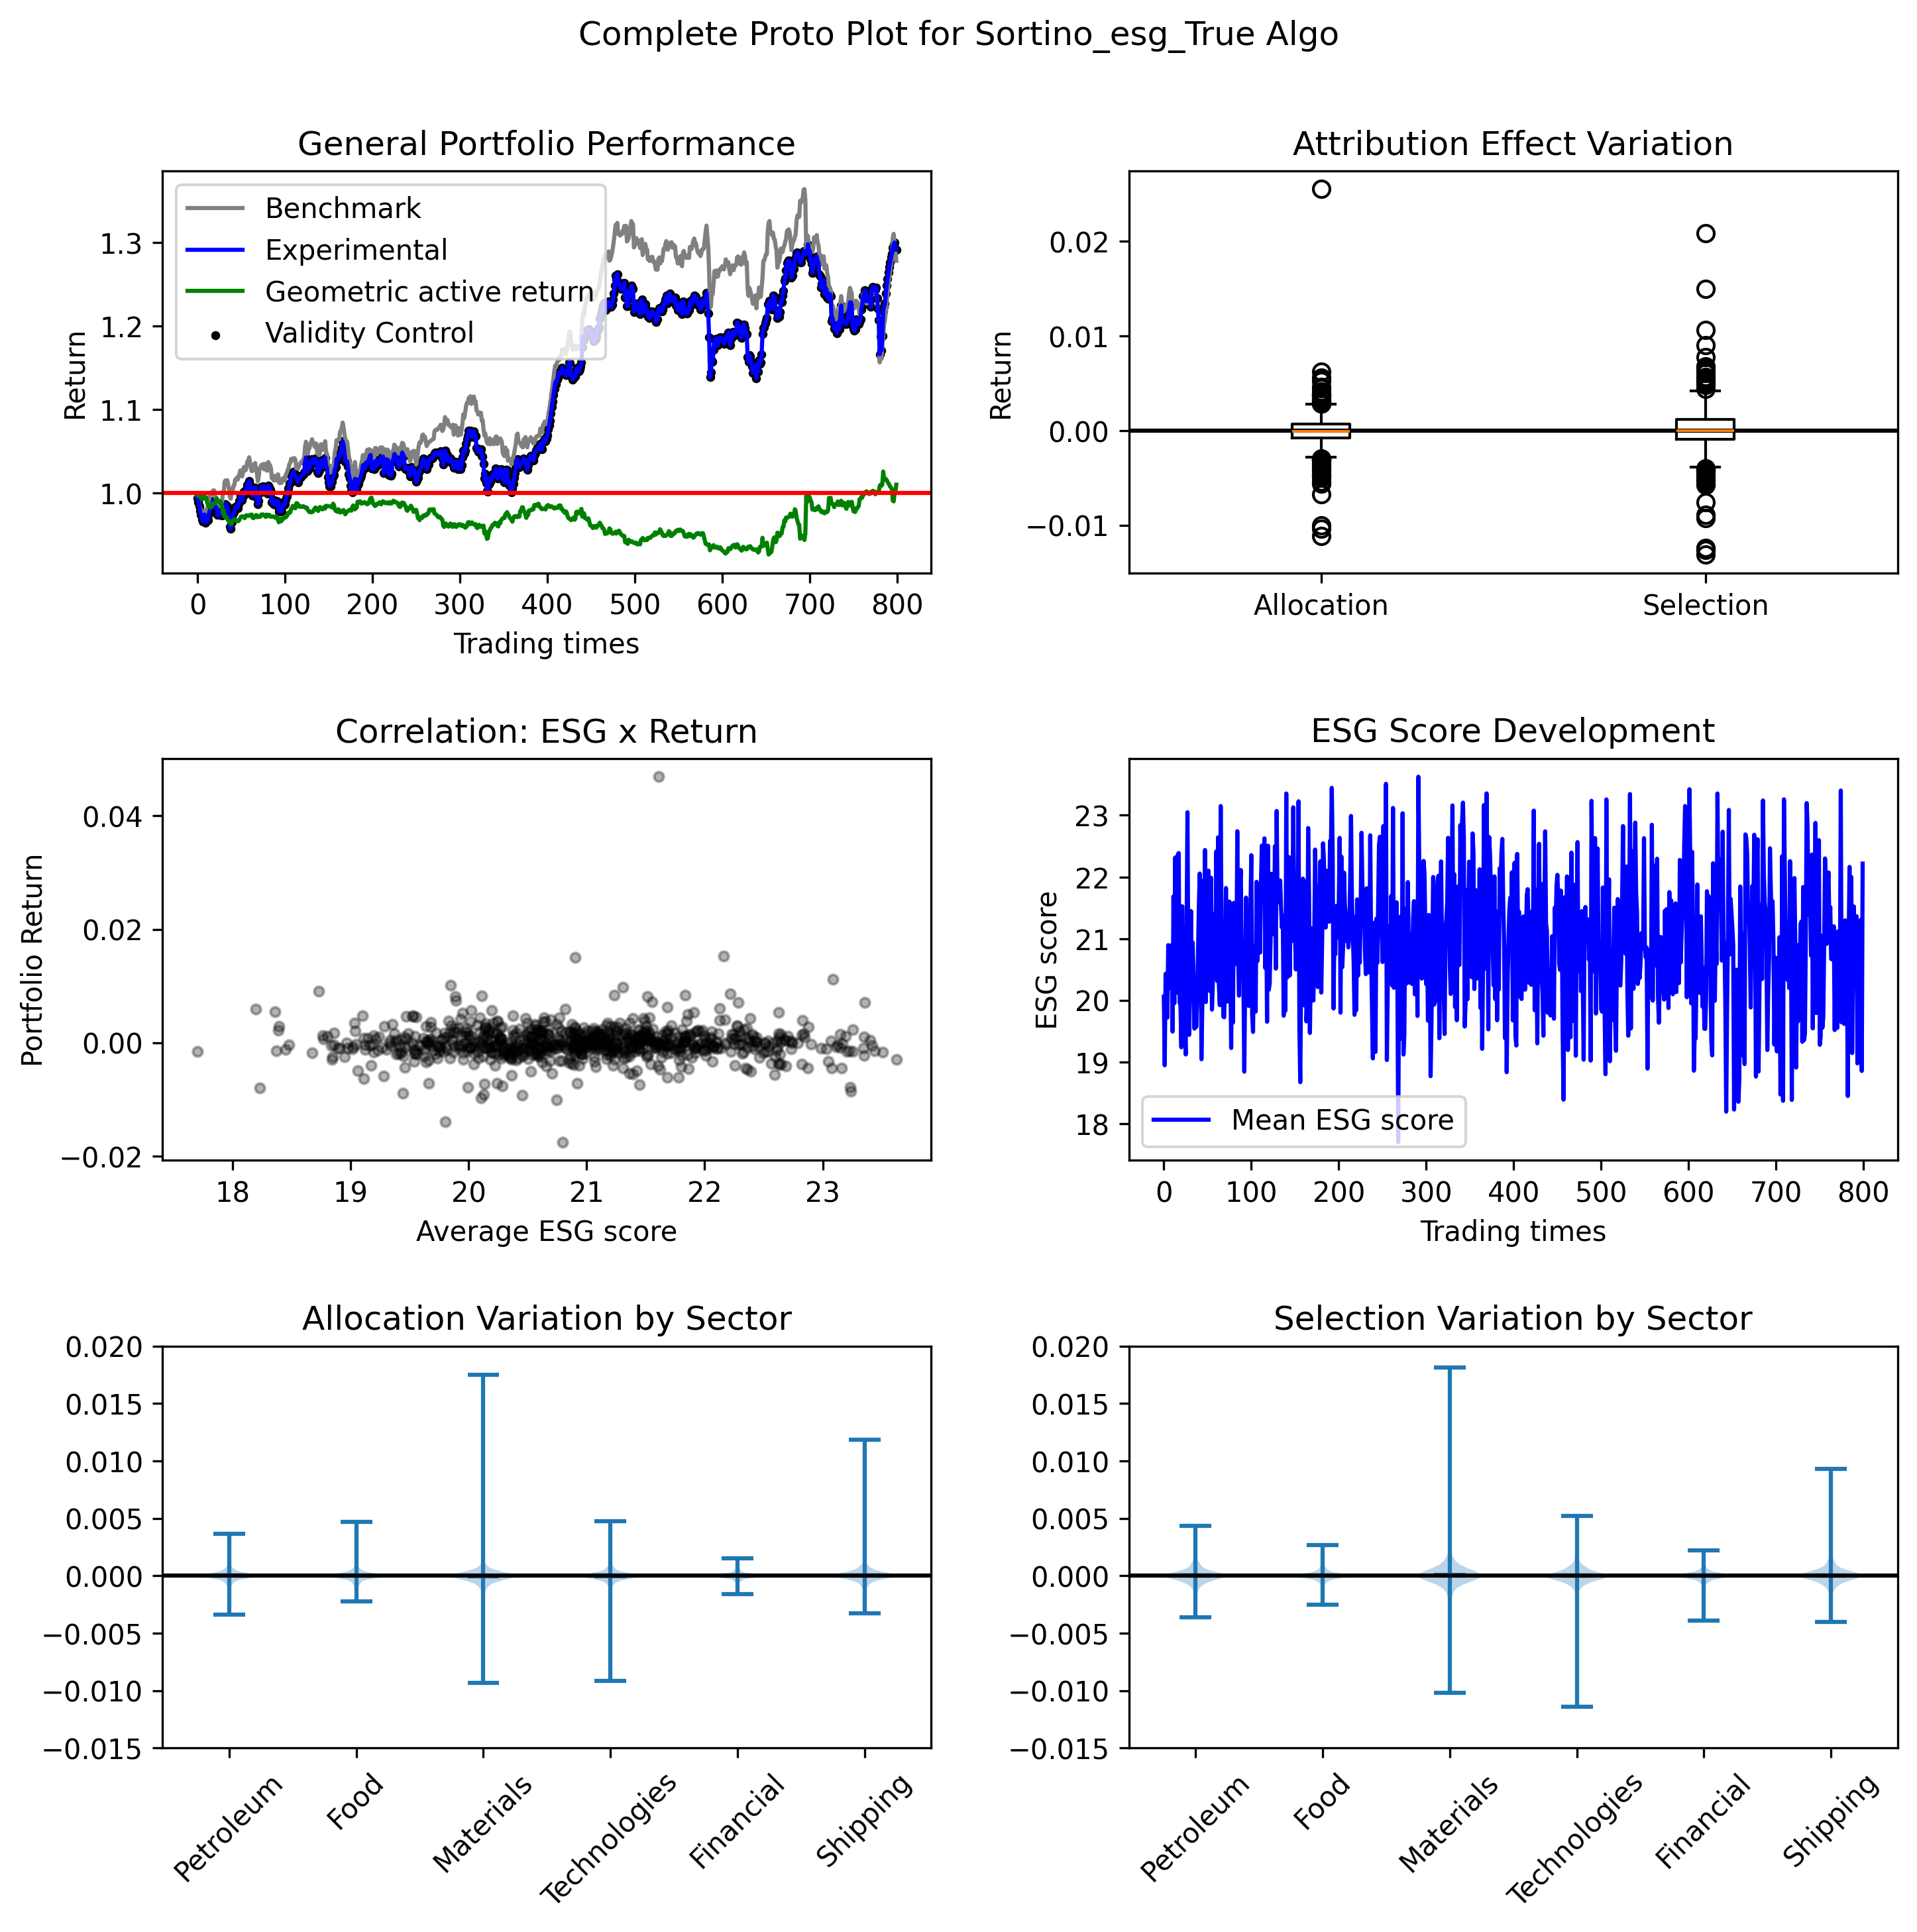 Complete Proto Plot for Sortino_esg_True Algo
General Portfolio Performance
Benchmark
Experimental
Geometric active return
Validity Control
Return
1.3
1.2
1.1
1.0
0 100 200 300 400 500 600 700 800
Trading times
Attribution Effect Variation
Return
0.02
0.01
0.00
−0.01
Allocation Selection
Correlation: ESG x Return
Portfolio Return
0.04
0.02
0.00
−0.02
18 19 20 21 22 23
Average ESG score
ESG Score Development
ESG score
23
22
21
20
19
18
Mean ESG score
0 100 200 300 400 500 600 700 800
Trading times
Allocation Variation by Sector
0.020
0.015
0.010
0.005
0.000
−0.005
−0.010
−0.015
Petroleum
Food
Materials
Technologies
Financial
Shipping
Selection Variation by Sector
0.020
0.015
0.010
0.005
0.000
−0.005
−0.010
−0.015
Petroleum
Food
Materials
Technologies
Financial
Shipping